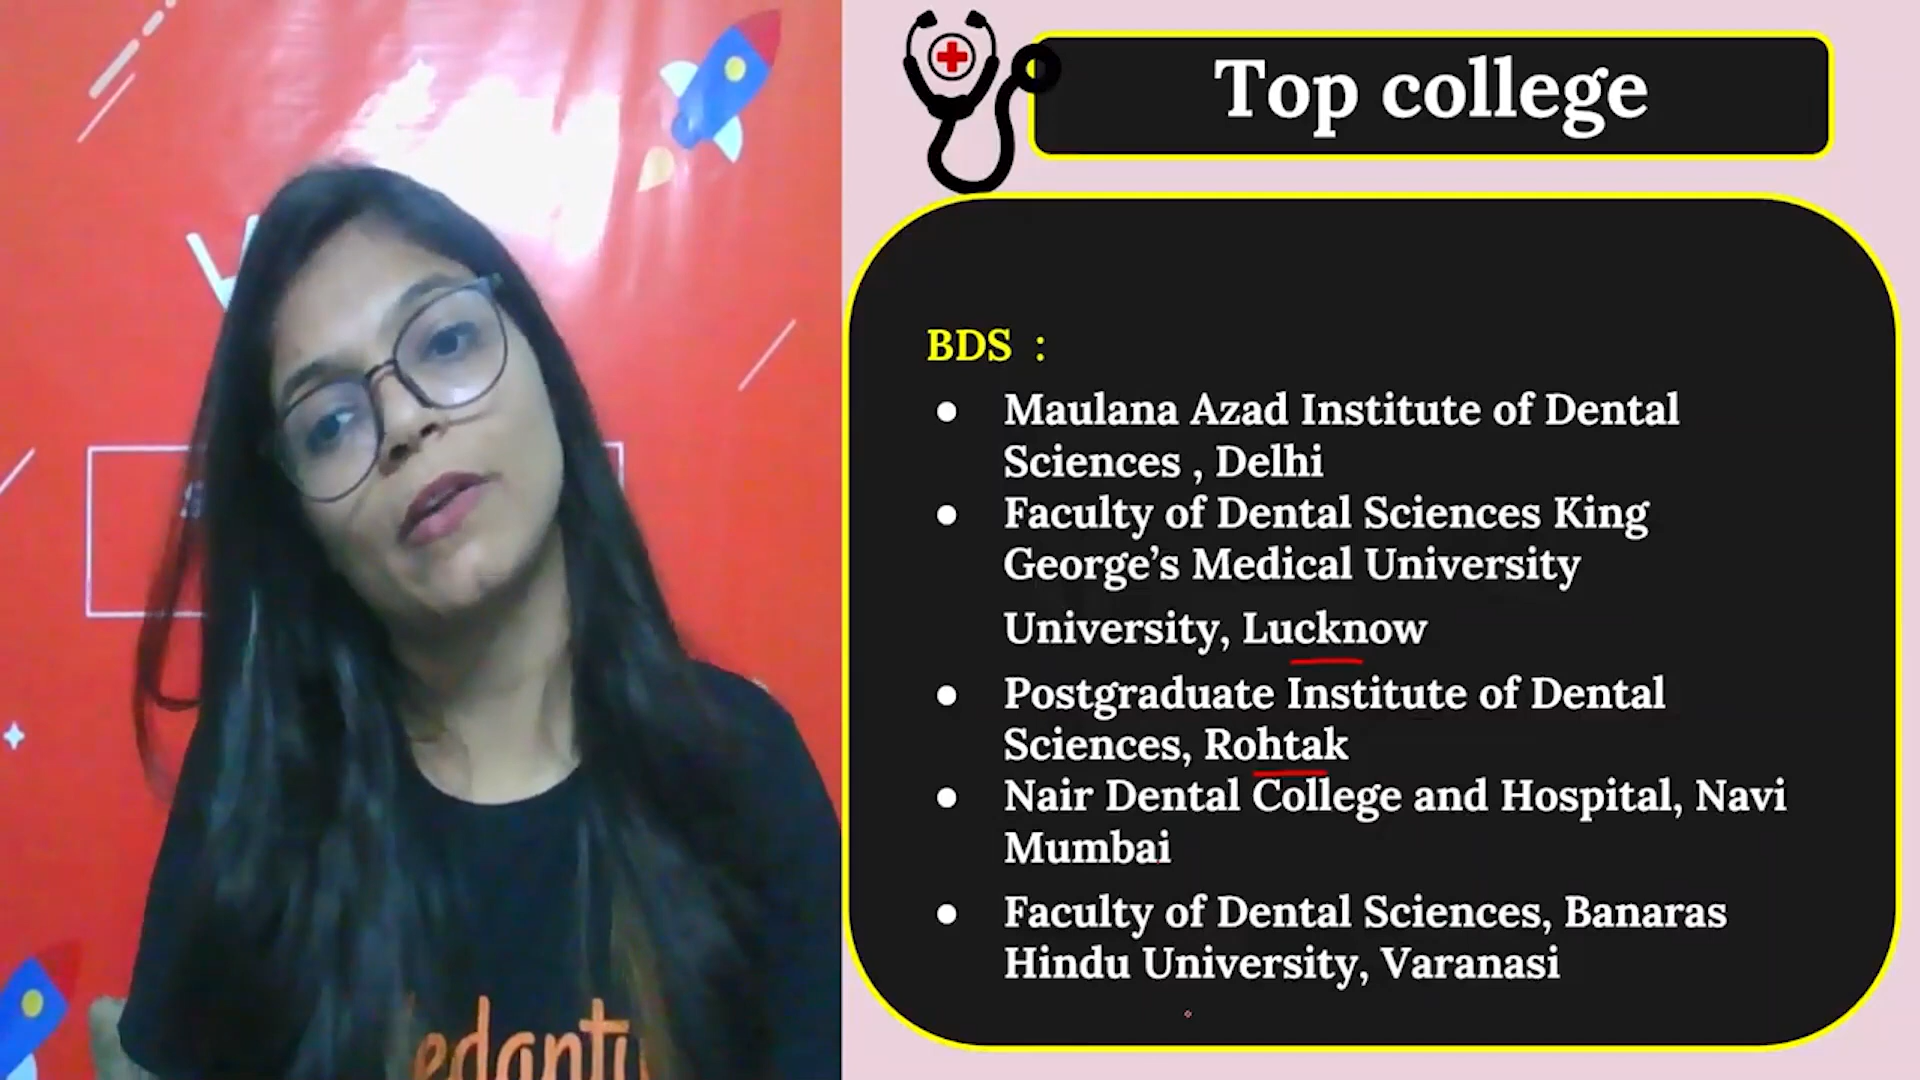 Top college
BDS :
● Maulana Azad Institute of Dental
Sciences , Delhi
● Faculty of Dental Sciences King
George’s Medical University
University, Lucknow
● Postgraduate Institute of Dental
Sciences, Rohtak
● Nair Dental College and Hospital, Navi
Mumbai
● Faculty of Dental Sciences, Banaras
Hindu University, Varanasi
edantu